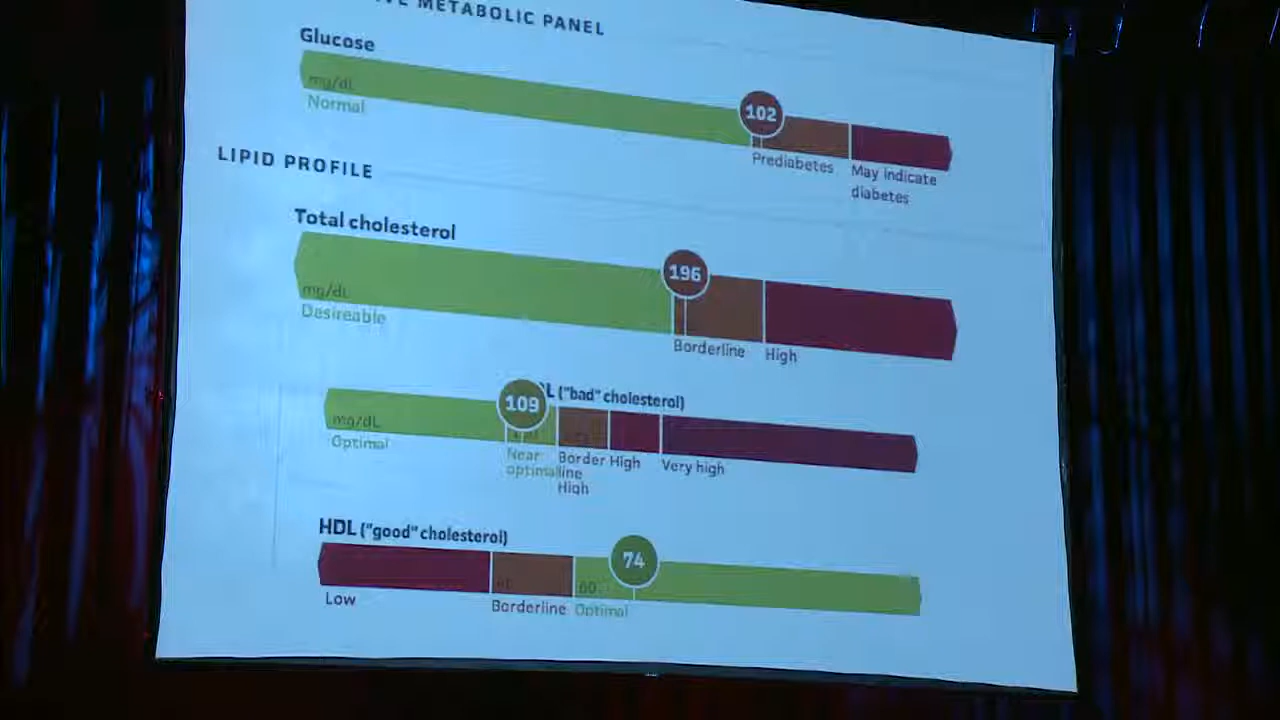 METABOLIC PANEL
Glucose
102
mg/dL
Normal
Prediabetes
May indicate
diabetes
LIPID PROFILE
Total cholesterol
196
mg/dL
Desireable
Borderline
High
109
("bad" cholesterol)
mg/dL
Optimal
Near
optimal
Border
line
High
High
Very high
HDL ("good" cholesterol)
74
60
Low
Borderline
Optimal